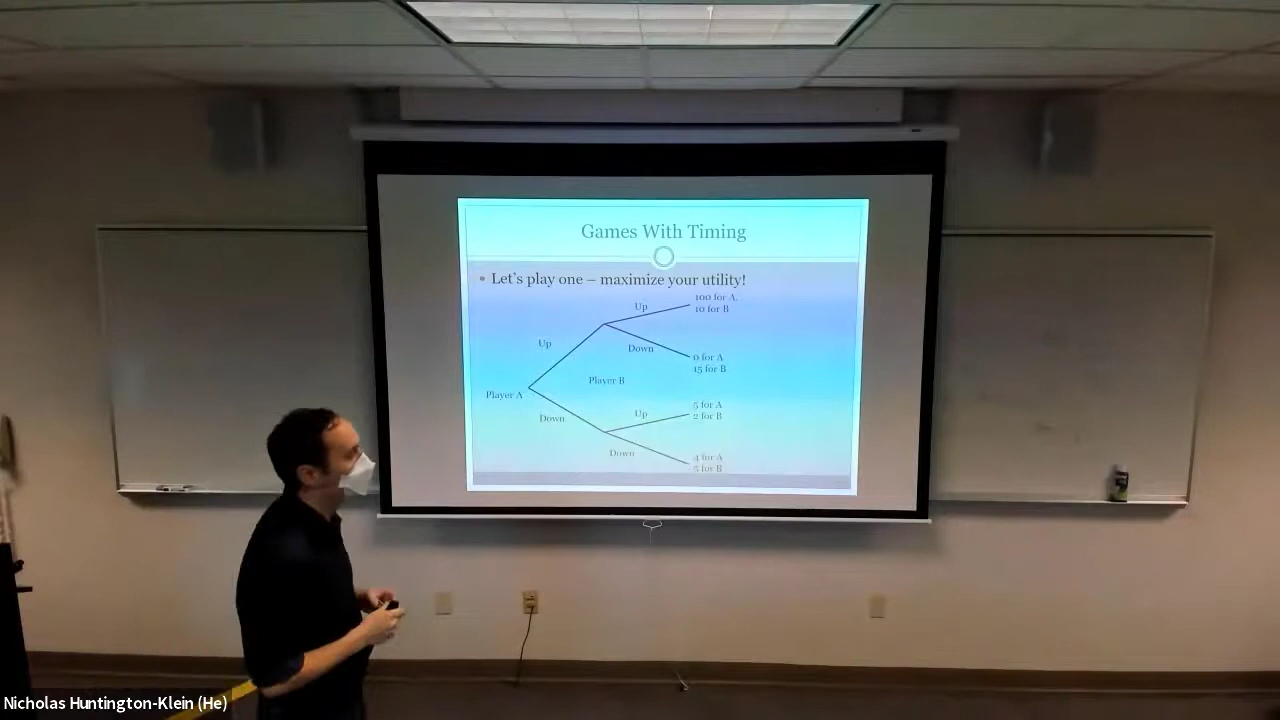 Games With Timing
• Let's play one – maximize your utility!
100 for A,
10 for B
Up
Up
Down
0 for A
15 for B
Player B
Player A
5 for A
2 for B
Up
Down
Down
4 for A
5 for B
Nicholas Huntington-Klein (He)